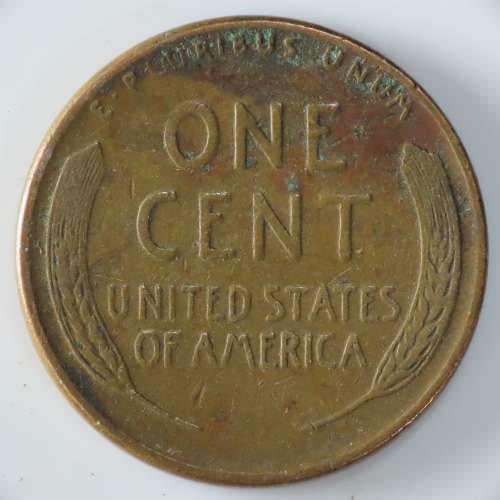 E·PLURIBUS UNUM
ONE
CENT
UNITED STATES
OF AMERICA